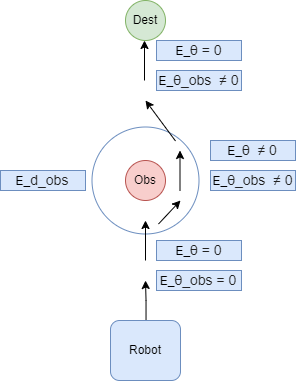 Dest
E_θ = 0
E_θ_obs ≠ 0
E_θ ≠ 0
E_d_obs
Obs
E_θ_obs ≠ 0
E_θ = 0
E_θ_obs = 0
Robot